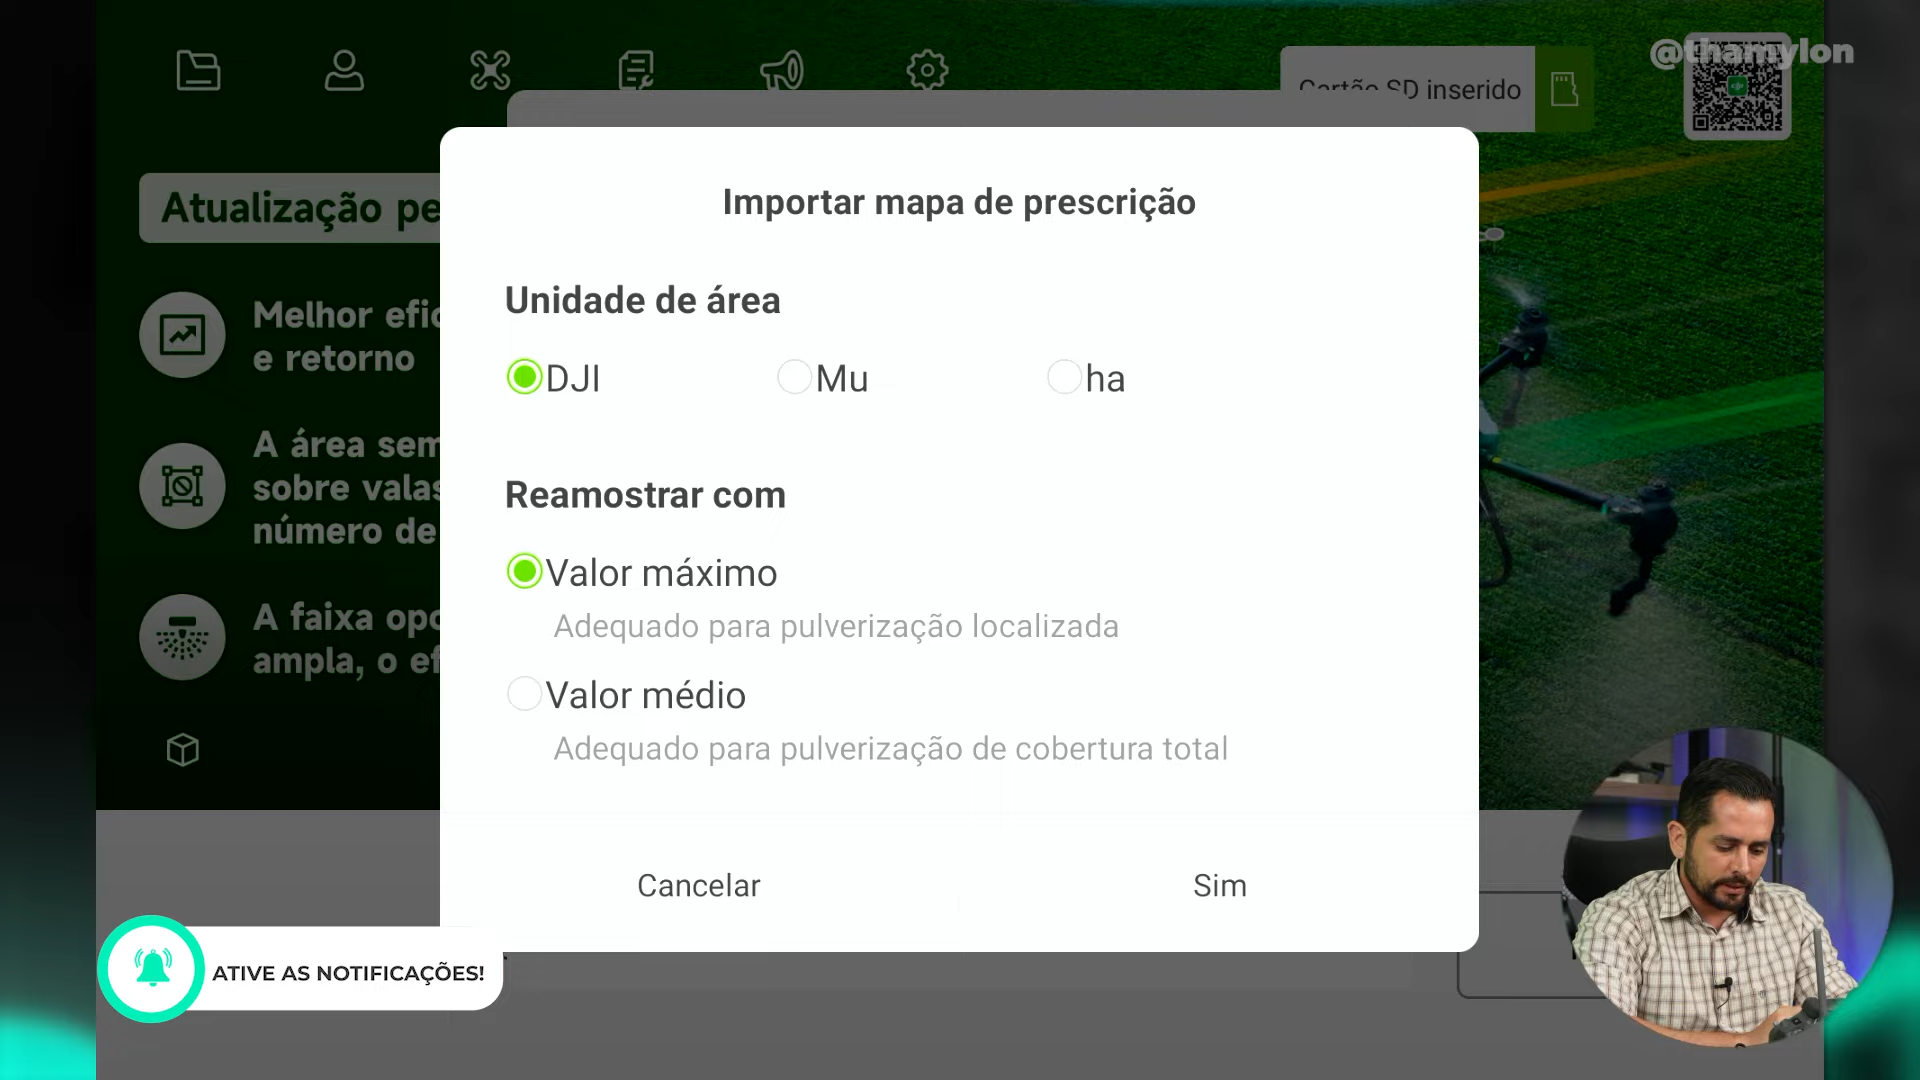 @thamylon
Cartão SD inserido
Atualização pe
Importar mapa de prescrição
Melhor efic
e retorno
Unidade de área
DJI
Mu
ha
A área sem
sobre valas
número de
Reamostrar com
Valor máximo
Adequado para pulverização localizada
A faixa opo
ampla, o ef
Valor médio
Adequado para pulverização de cobertura total
Cancelar
Sim
ATIVE AS NOTIFICAÇÕES!